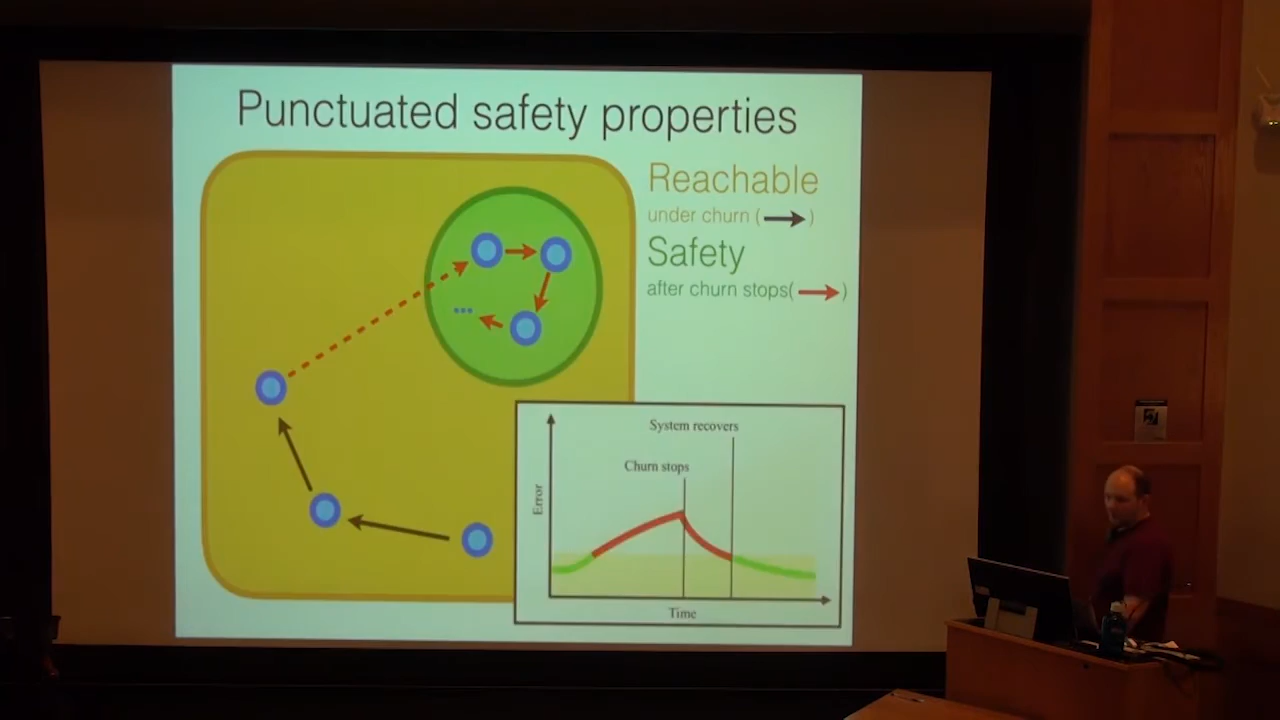 Punctuated safety properties
Reachable
under churn ( )
Safety
after churn stops( )
...
System recovers
Churn stops
Error
Time